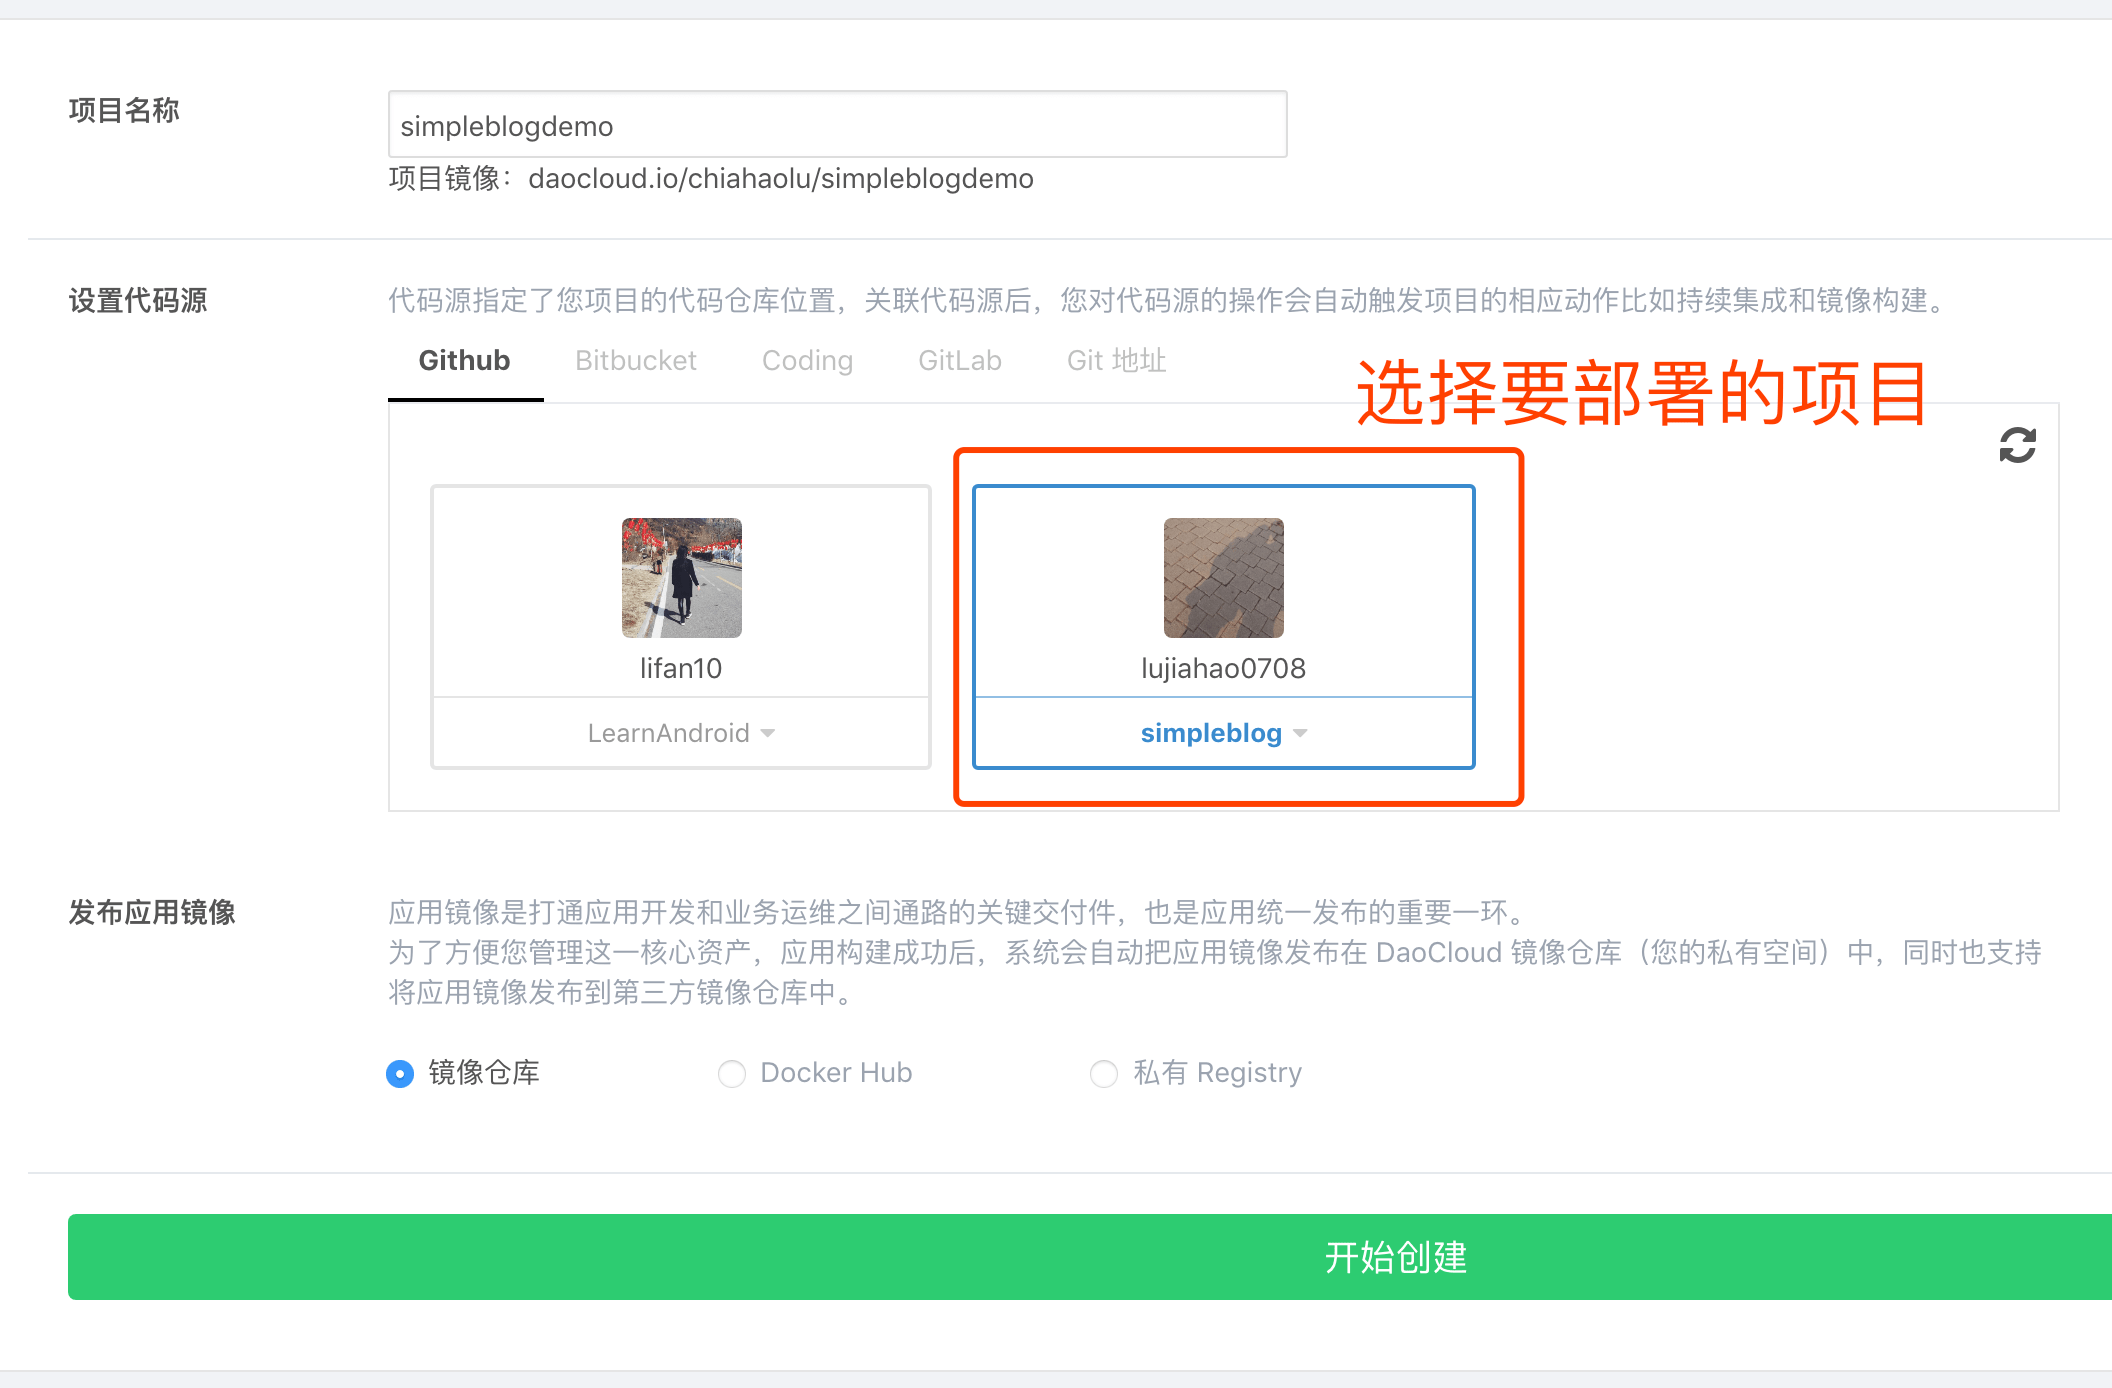 项目名称
simpleblogdemo
项目镜像：daocloud.io/chiahaolu/simpleblogdemo
设置代码源
代码源指定了您项目的代码仓库位置，关联代码源后，您对代码源的操作会自动触发项目的相应动作比如持续集成和镜像构建。
Github Bitbucket Coding GitLab Git 地址
选择要部署的项目
lifan10
LearnAndroid
lujiahao0708
simpleblog
发布应用镜像
应用镜像是打通应用开发和业务运维之间通路的关键交付件，也是应用统一发布的重要一环。
为了方便您管理这一核心资产，应用构建成功后，系统会自动把应用镜像发布在 DaoCloud 镜像仓库（您的私有空间）中，同时也支持
将应用镜像发布到第三方镜像仓库中。
镜像仓库 Docker Hub 私有 Registry
开始创建